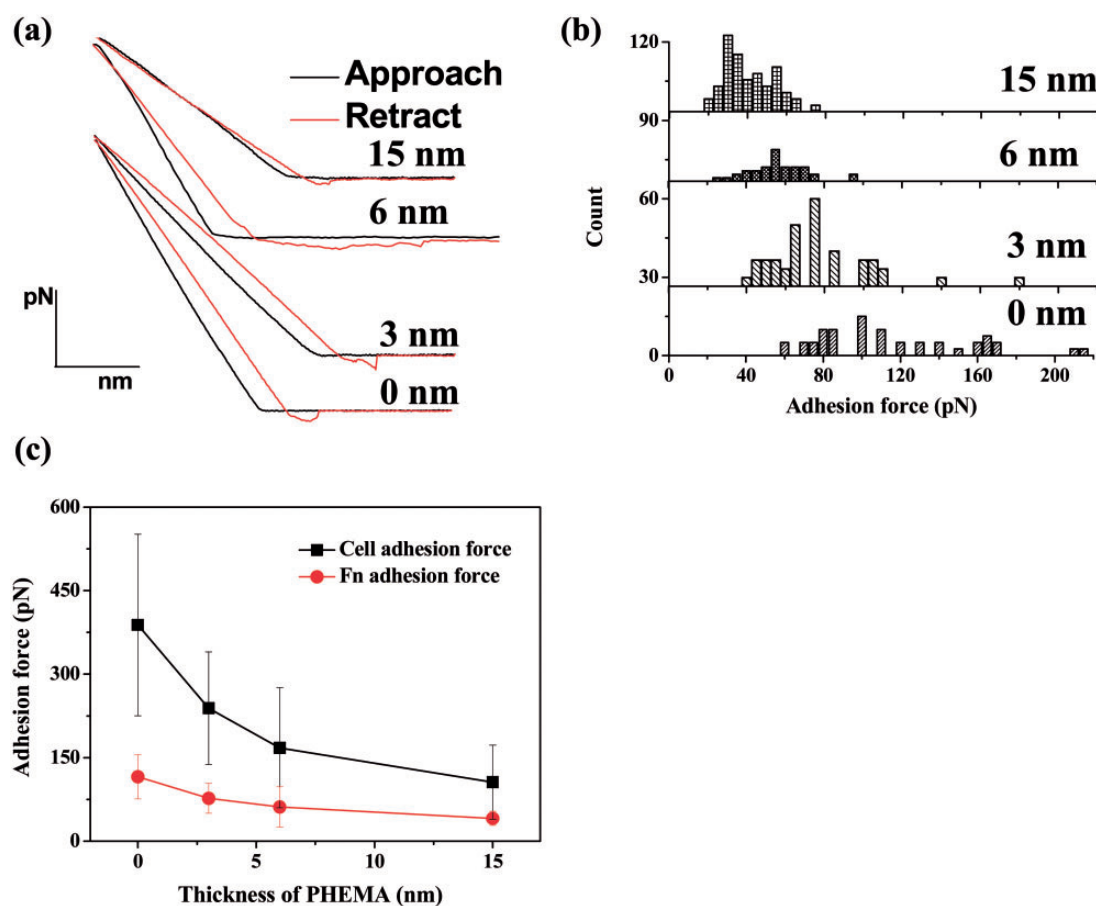 (a)
Approach
Retract
15 nm
6 nm
3 nm
0 nm
pN
nm
(b)
120
90
60
30
0
15 nm
6 nm
3 nm
0 nm
Count
0 40 80 120 160 200
Adhesion force (pN)
(c)
600
450
300
150
0
Cell adhesion force
Fn adhesion force
Adhesion force (pN)
0 5 10 15
Thickness of PHEMA (nm)